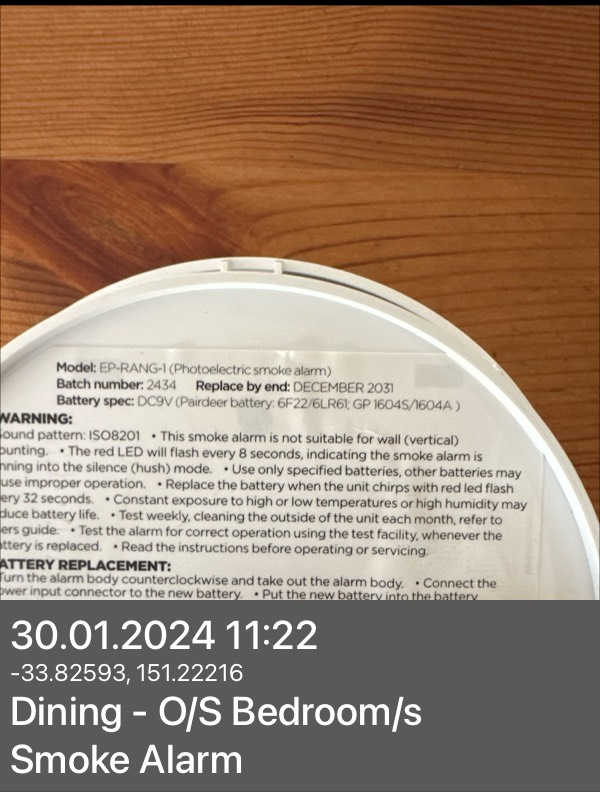 Model: EP-RANG-1 (Photoelectric smoke alarm)
Batch number: 2434 Replace by end: DECEMBER 2031
Battery spec: DC9V (Pairdeer battery: 6F22/6LR61; GP 1604S/1604A )
WARNING:
ound pattern: ISO8201 • This smoke alarm is not suitable for wall (vertical)
ounting. • The red LED will flash every 8 seconds, indicating the smoke alarm is
nning into the silence (hush) mode. • Use only specified batteries, other batteries may
use improper operation. • Replace the battery when the unit chirps with red led flash
ery 32 seconds. • Constant exposure to high or low temperatures or high humidity may
duce battery life. • Test weekly, cleaning the outside of the unit each month, refer to
ers guide. • Test the alarm for correct operation using the test facility, whenever the
ttery is replaced. • Read the instructions before operating or servicing.
ATTERY REPLACEMENT:
Turn the alarm body counterclockwise and take out the alarm body. • Connect the
ower input connector to the new battery. • Put the new battery into the battery
30.01.2024 11:22
-33.82593, 151.22216
Dining - O/S Bedroom/s
Smoke Alarm